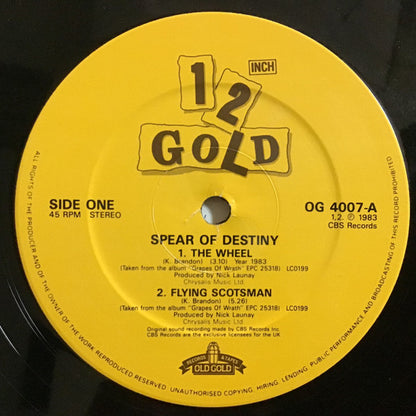 12 INCH
GOLD
SIDE ONE
45 RPM STEREO
OG 4007-A
1.2. ℗ 1983
CBS Records
SPEAR OF DESTINY
1. THE WHEEL
(K. Brandon) (3.10) Year 1983
(Taken from the album "Grapes Of Wrath" EPC 25318) LC0199
Produced by Nick Launay
Chrysalis Music Ltd
2. FLYING SCOTSMAN
(K. Brandon) (5.26)
(Taken from the album "Grapes Of Wrath" EPC 25318) LC0199
Produced by Nick Launay
Chrysalis Music Ltd
Original sound recording made by CBS Records Inc.
CBS Records are the exclusive licencees for the UK
RECORDS & TAPES
OLD GOLD
ALL RIGHTS OF THE PRODUCER AND OF THE OWNER OF THE WORK REPRODUCED RESERVED. UNAUTHORISED COPYING, HIRING, LENDING, PUBLIC PERFORMANCE AND BROADCASTING OF THIS RECORD PROHIBITED